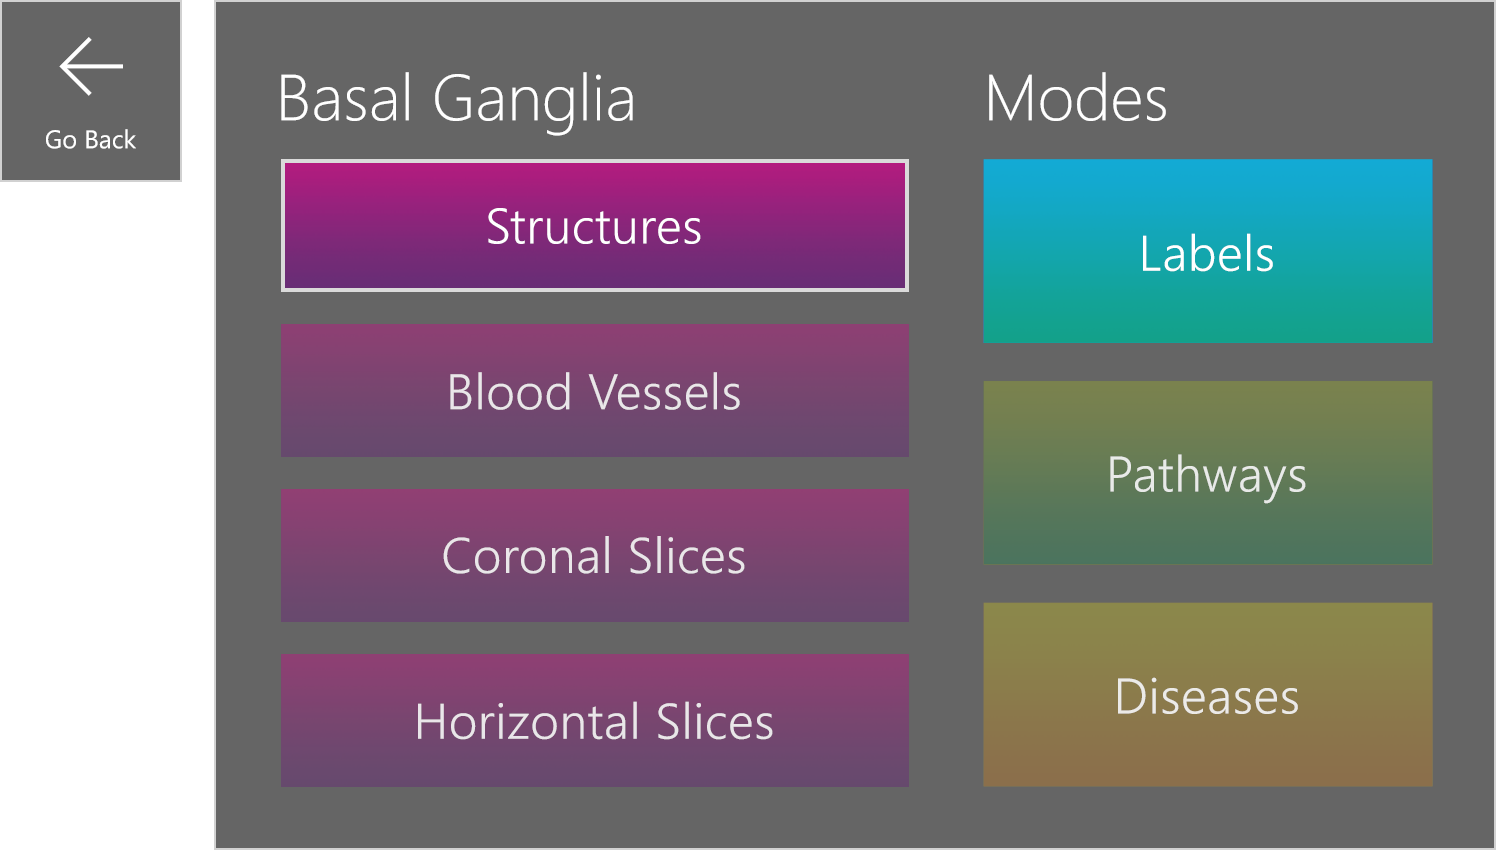 Go Back
Basal Ganglia
Structures
Blood Vessels
Coronal Slices
Horizontal Slices
Modes
Labels
Pathways
Diseases